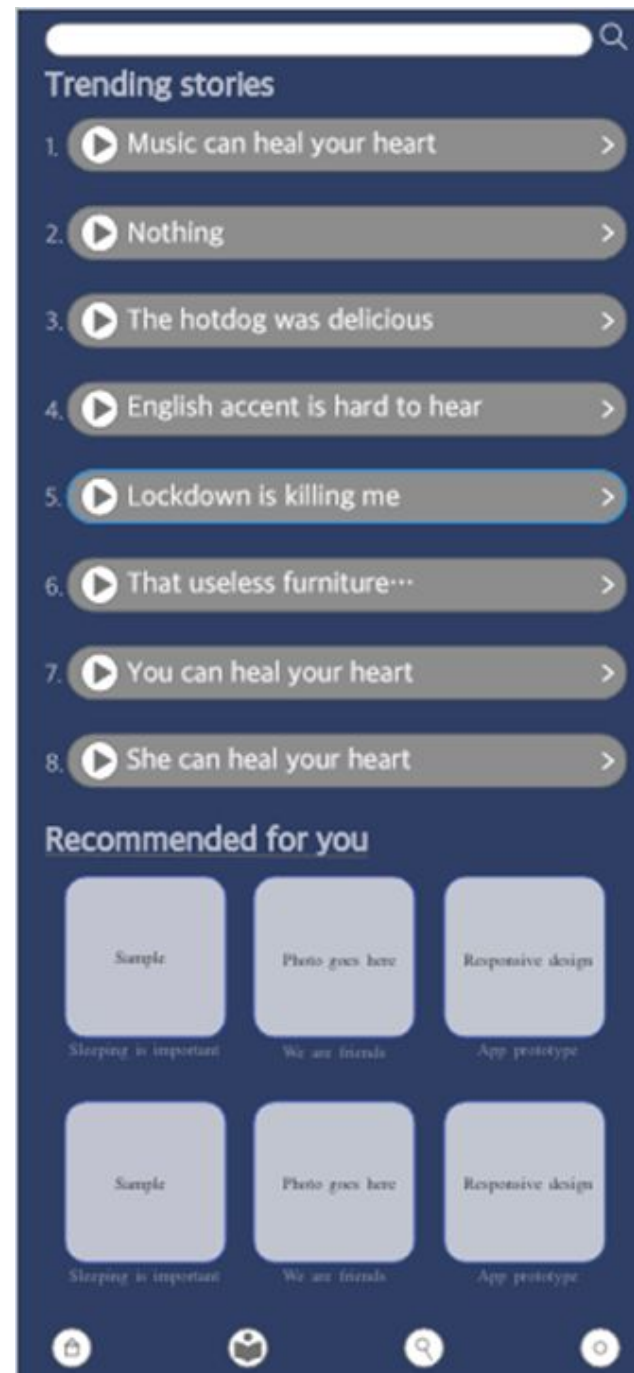 Trending stories
1. Music can heal your heart
2. Nothing
3. The hotdog was delicious
4. English accent is hard to hear
5. Lockdown is killing me
6. That useless furniture…
7. You can heal your heart
8. She can heal your heart
Recommended for you
Sample Photo goes here Responsive design
Sleeping is important We are friends App prototype
Sample Photo goes here Responsive design
Sleeping is important We are friends App prototype